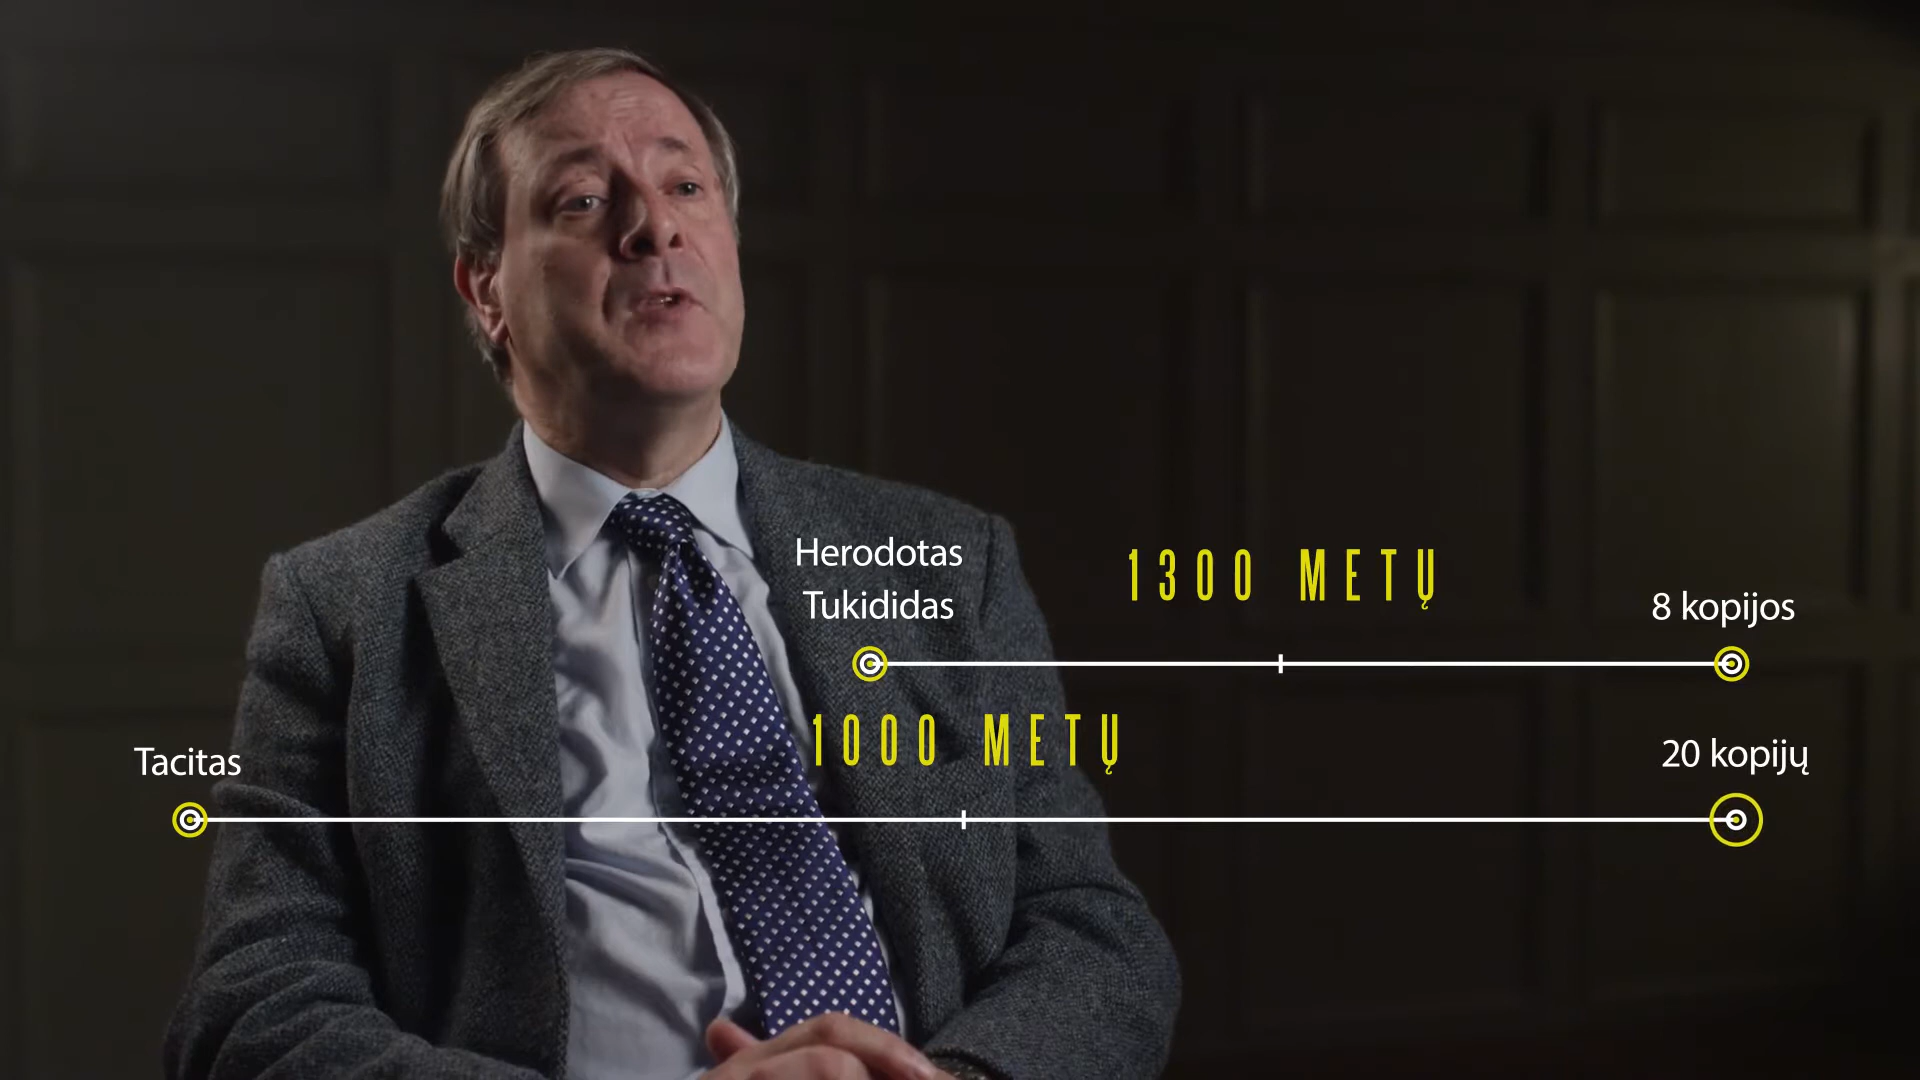 Herodotas
Tukididas
1300 METŲ
8 kopijos
1000 METŲ
Tacitas
20 kopijų